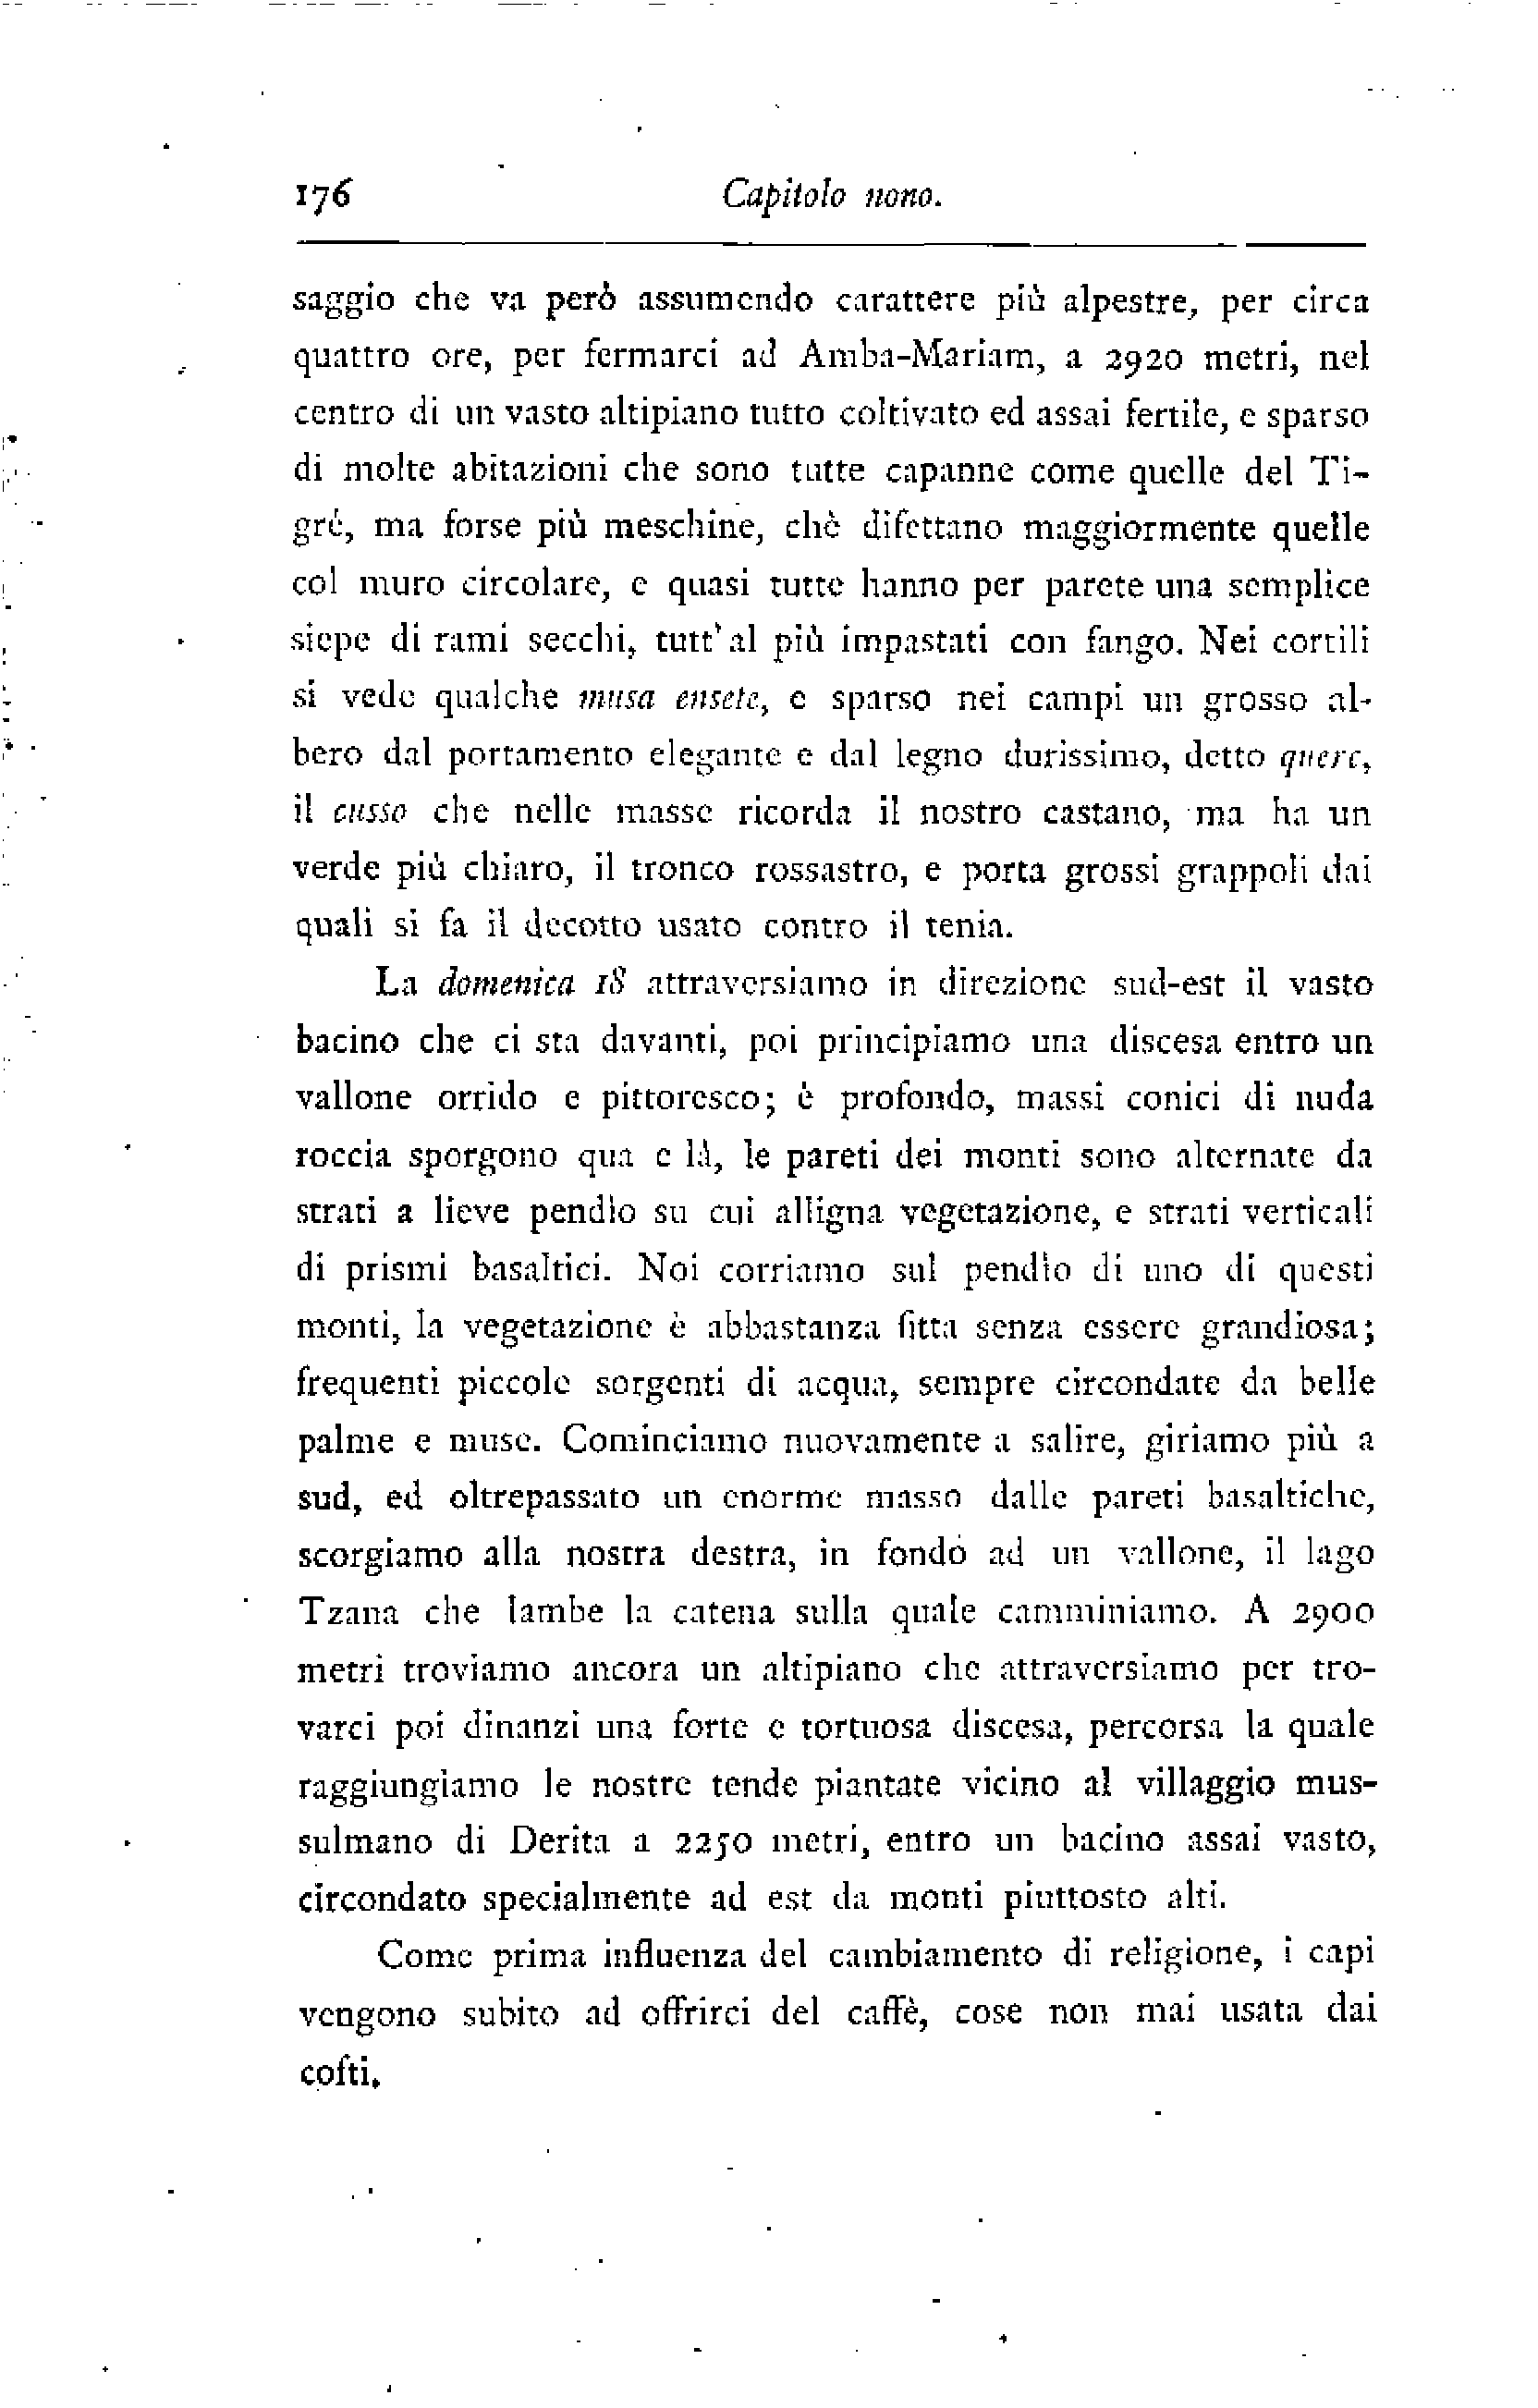 176 Capitolo nono.
saggio che va però assumendo carattere più alpestre, per circa
quattro ore, per fermarci ad Amba-Mariam, a 2920 metri, nel
centro di un vasto altipiano tutto coltivato ed assai fertile, e sparso
di molte abitazioni che sono tutte capanne come quelle del Ti-
gré, ma forse più meschine, chè difettano maggiormente quelle
col muro circolare, e quasi tutte hanno per parete una semplice
siepe di rami secchi, tutt'al più impastati con fango. Nei cortili
si vede qualche musa ensete, e sparso nei campi un grosso al-
bero dal portamento elegante e dal legno durissimo, detto querc,
il cusso che nelle masse ricorda il nostro castano, ma ha un
verde più chiaro, il tronco rossastro, e porta grossi grappoli dai
quali si fa il decotto usato contro il tenia.
La domenica 18 attraversiamo in direzione sud-est il vasto
bacino che ci sta davanti, poi principiamo una discesa entro un
vallone orrido e pittoresco; è profondo, massi conici di nuda
roccia sporgono qua e là, le pareti dei monti sono alternate da
strati a lieve pendìo su cui alligna vegetazione, e strati verticali
di prismi basaltici. Noi corriamo sul pendìo di uno di questi
monti, la vegetazione è abbastanza fitta senza essere grandiosa;
frequenti piccole sorgenti di acqua, sempre circondate da belle
palme e muse. Cominciamo nuovamente a salire, giriamo più a
sud, ed oltrepassato un enorme masso dalle pareti basaltiche,
scorgiamo alla nostra destra, in fondo ad un vallone, il lago
Tzana che lambe la catena sulla quale camminiamo. A 2900
metri troviamo ancora un altipiano che attraversiamo per tro-
varci poi dinanzi una forte e tortuosa discesa, percorsa la quale
raggiungiamo le nostre tende piantate vicino al villaggio mus-
sulmano di Derita a 2250 metri, entro un bacino assai vasto,
circondato specialmente ad est da monti piuttosto alti.
Come prima influenza del cambiamento di religione, i capi
vengono subito ad offrirci del caffè, cose non mai usata dai
cofti.